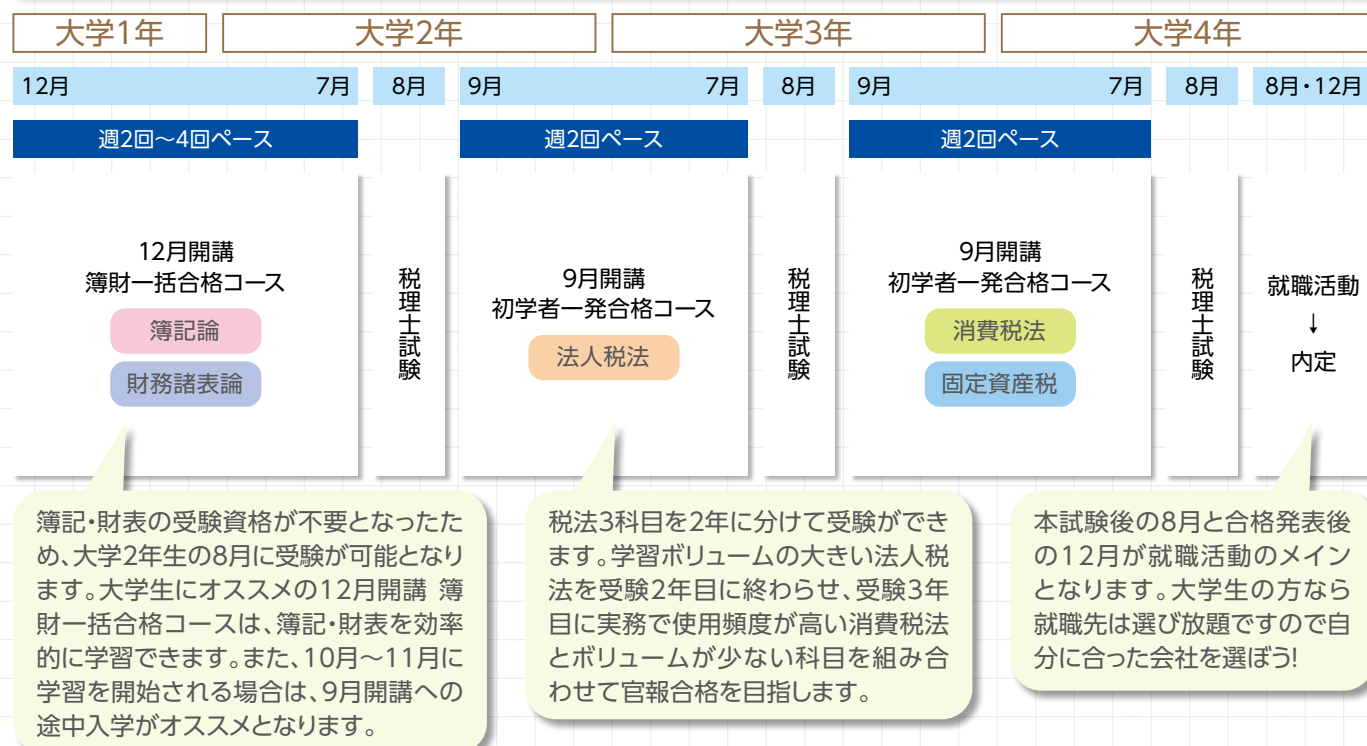 大学1年
大学2年
大学3年
大学4年
12月
7月
8月
9月
7月
8月
9月
7月
8月
8月・12月
週2回～4回ペース
週2回ペース
週2回ペース
12月開講
簿財一括合格コース
簿記論
財務諸表論
税理士試験
9月開講
初学者一発合格コース
法人税法
税理士試験
9月開講
初学者一発合格コース
消費税法
固定資産税
税理士試験
就職活動
↓
内定
簿記・財表の受験資格が不要となったた
め、大学2年生の8月に受験が可能となり
ます。大学生にオススメの12月開講 簿
財一括合格コースは、簿記・財表を効率
的に学習できます。また、10月～11月に
学習を開始される場合は、9月開講への
途中入学がオススメとなります。
税法3科目を2年に分けて受験ができ
ます。学習ボリュームの大きい法人税
法を受験2年目に終わらせ、受験3年
目に実務で使用頻度が高い消費税法
とボリュームが少ない科目を組み合
わせて官報合格を目指します。
本試験後の8月と合格発表後
の12月が就職活動のメイン
となります。大学生の方なら
就職先は選び放題ですので自
分に合った会社を選ぼう!